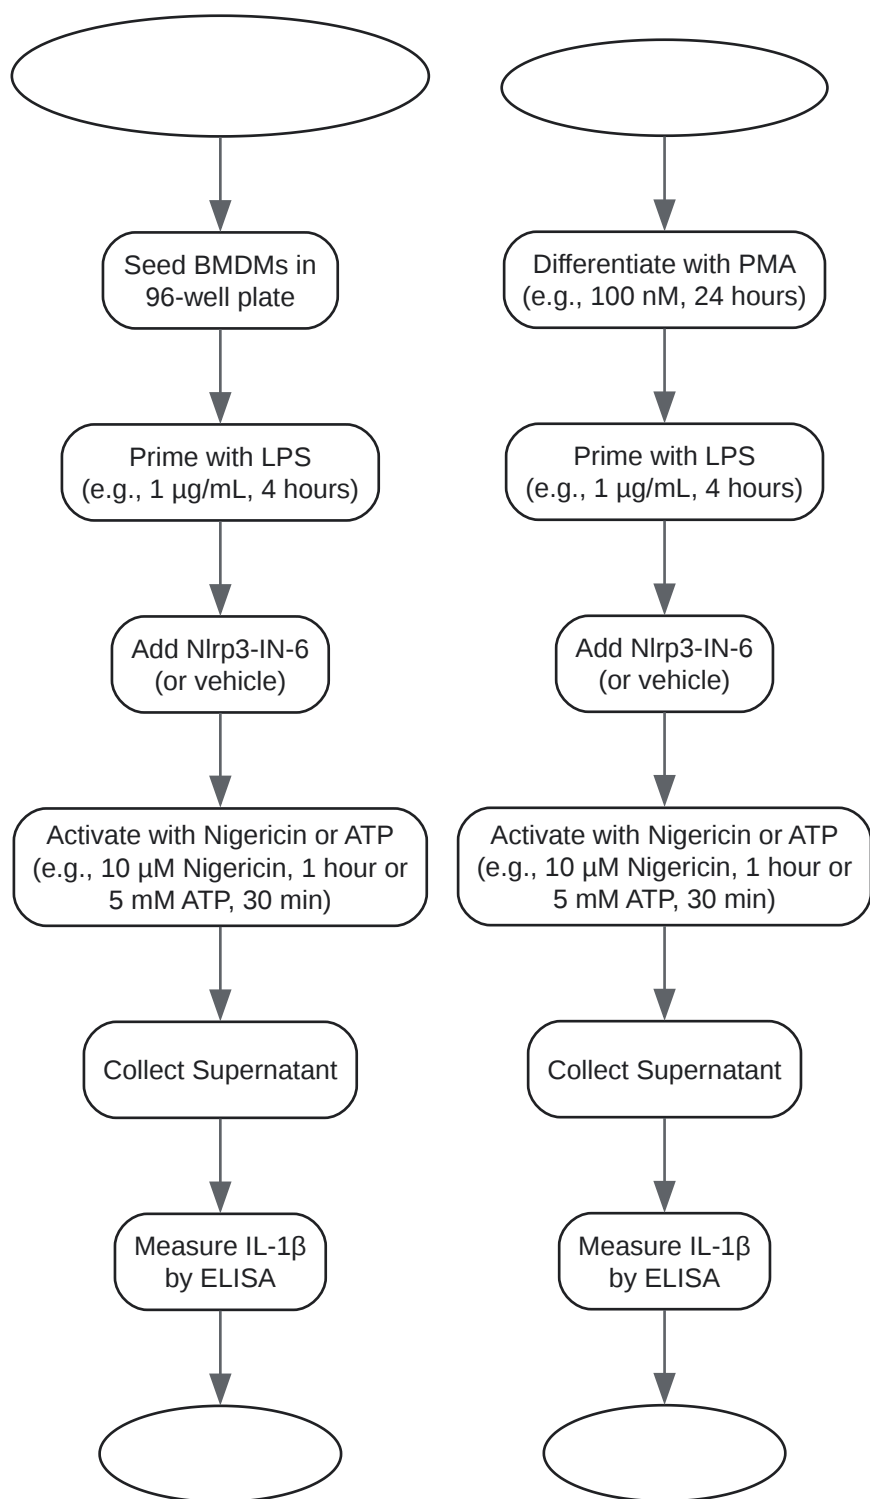 Seed BMDMs in
96-well plate
Prime with LPS
(e.g., 1 µg/mL, 4 hours)
Add Nlrp3-IN-6
(or vehicle)
Activate with Nigericin or ATP
(e.g., 10 µM Nigericin, 1 hour or
5 mM ATP, 30 min)
Collect Supernatant
Measure IL-1β
by ELISA
Differentiate with PMA
(e.g., 100 nM, 24 hours)
Prime with LPS
(e.g., 1 µg/mL, 4 hours)
Add Nlrp3-IN-6
(or vehicle)
Activate with Nigericin or ATP
(e.g., 10 µM Nigericin, 1 hour or
5 mM ATP, 30 min)
Collect Supernatant
Measure IL-1β
by ELISA